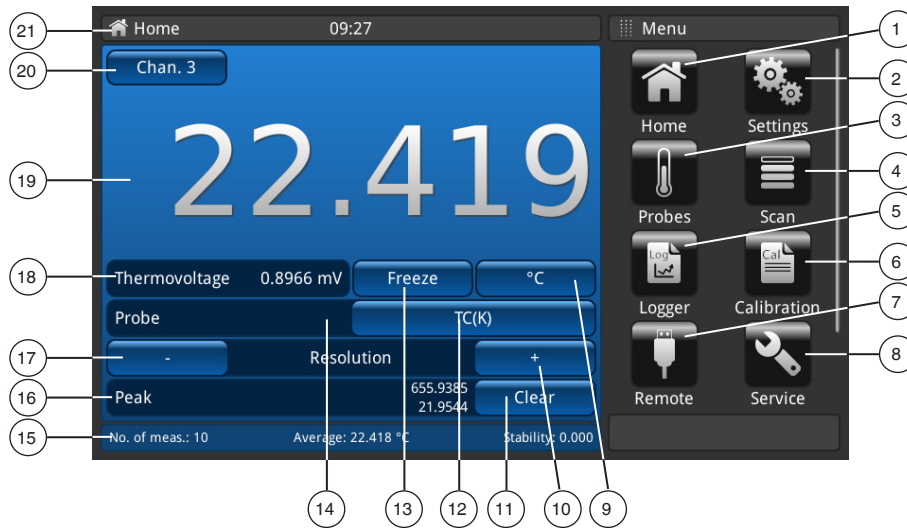 21
Home 09:27
Menu
1
20
Chan. 3
2
3
Home Settings
19
22.419
4
Probes Scan
5
18
Thermovoltage 0.8966 mV Freeze °C
6
Logger Calibration
Probe TC(K)
7
17
- Resolution +
8
16
Peak 655.9385
21.9544
Clear
Remote Service
15
No. of meas.: 10 Average: 22.418 °C Stability: 0.000
14 13 12 11 10 9
Log
Cal